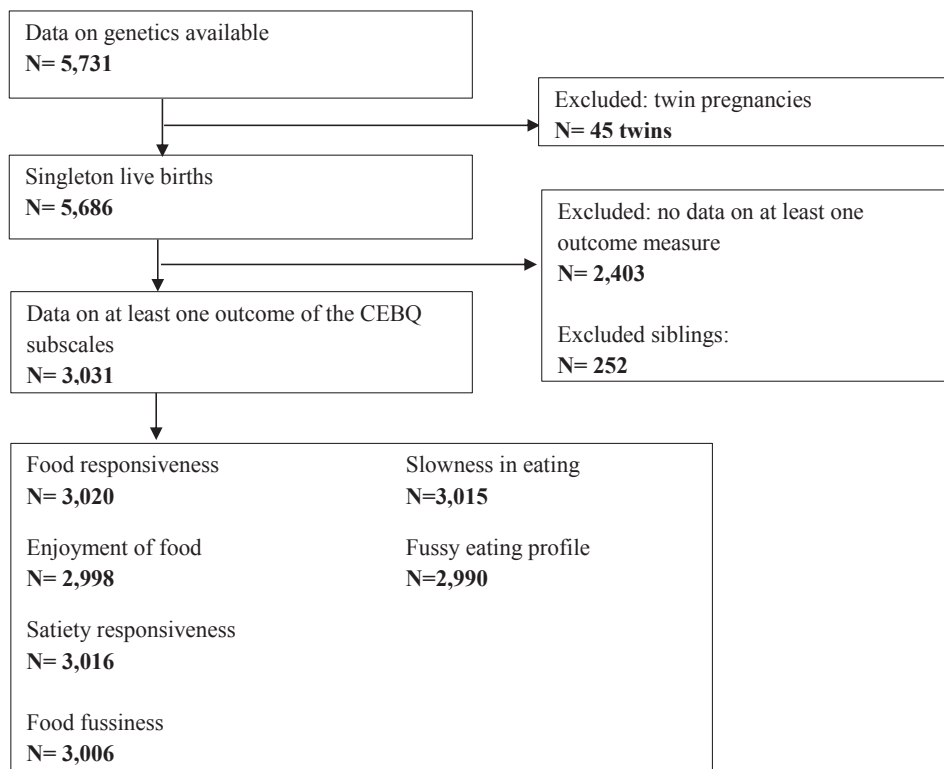 Data on genetics available
N= 5,731
Excluded: twin pregnancies
N= 45 twins
Singleton live births
N= 5,686
Excluded: no data on at least one
outcome measure
N= 2,403
Excluded siblings:
N= 252
Data on at least one outcome of the CEBQ
subscales
N= 3,031
Food responsiveness
N= 3,020
Enjoyment of food
N= 2,998
Satiety responsiveness
N= 3,016
Food fussiness
N= 3,006
Slowness in eating
N=3,015
Fussy eating profile
N=2,990